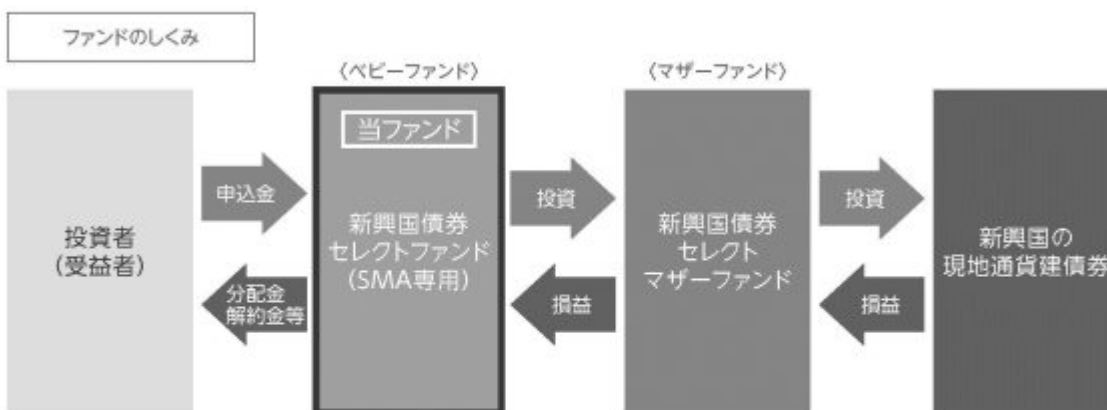 ファンドのしくみ
〈ベビーファンド〉
〈マザーファンド〉
投資者
(受益者)
申込金
分配金
解約金等
当ファンド
新興国債券
セレクトファンド
(SMA専用)
投資
損益
新興国債券
セレクト
マザーファンド
投資
損益
新興国の
現地通貨建債券